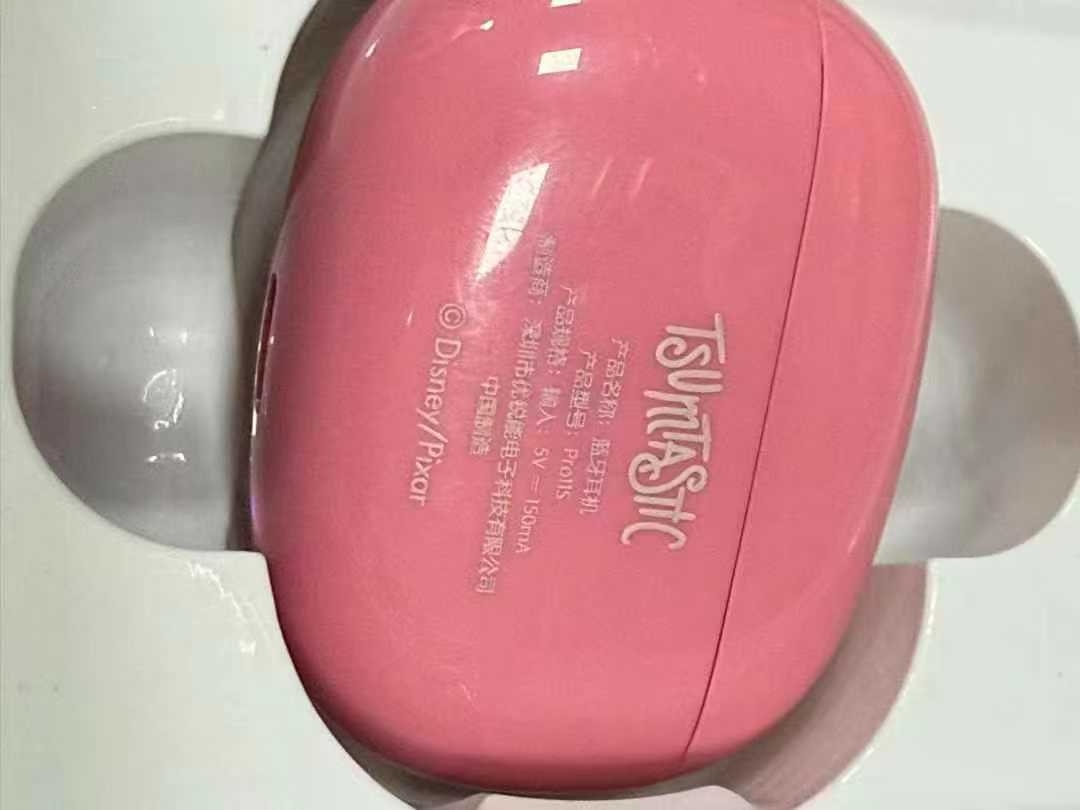 TSUMTASTIC
产品名称：蓝牙耳机
产品型号：Pro11S
产品规格：输入：5V ⎓ 150mA
制造商：深圳市优锐能电子科技有限公司
中国制造
© Disney/Pixar